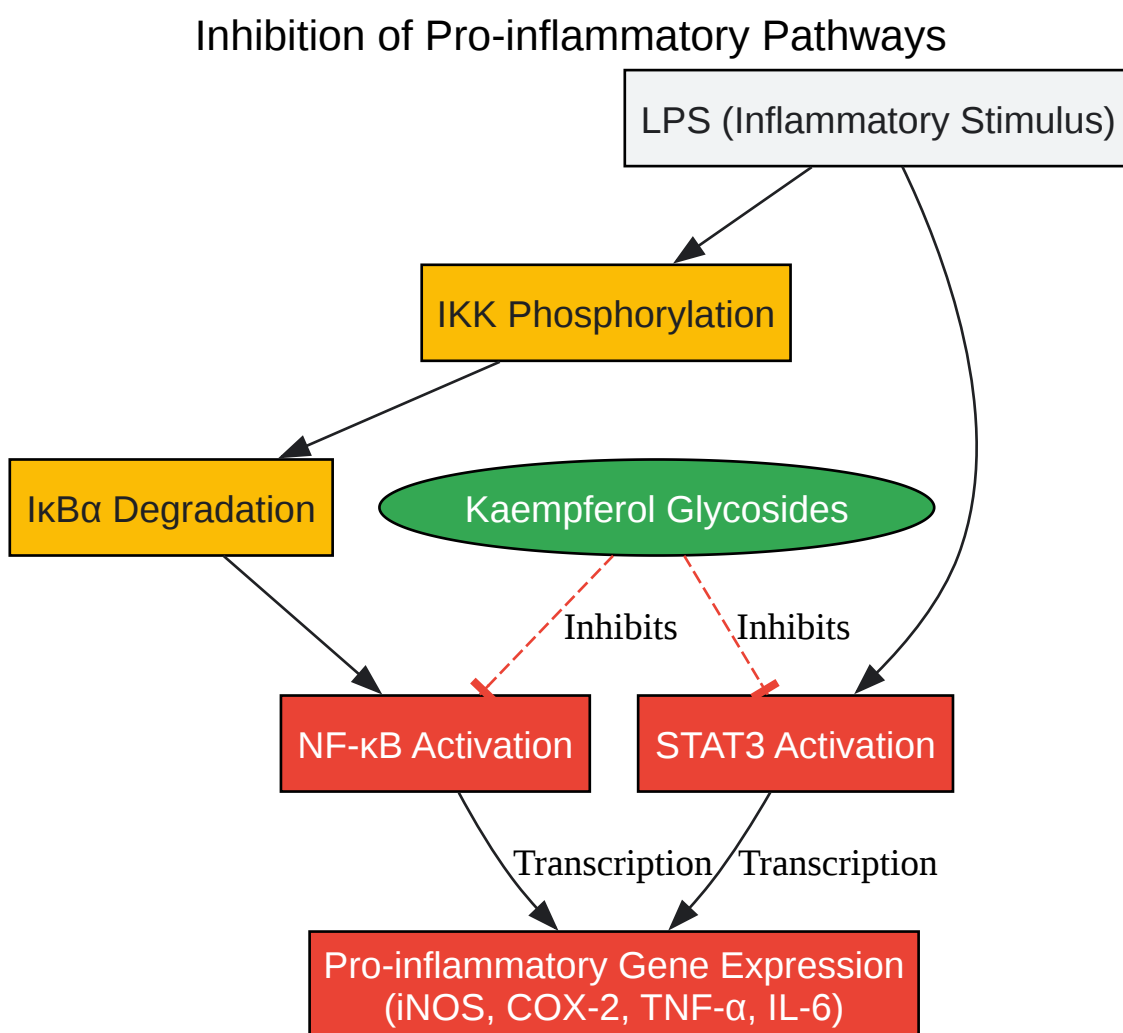 Inhibition of Pro-inflammatory Pathways
LPS (Inflammatory Stimulus)
IKK Phosphorylation
IκBα Degradation
Kaempferol Glycosides
Inhibits
Inhibits
NF-κB Activation
STAT3 Activation
Transcription
Transcription
Pro-inflammatory Gene Expression
(iNOS, COX-2, TNF-α, IL-6)